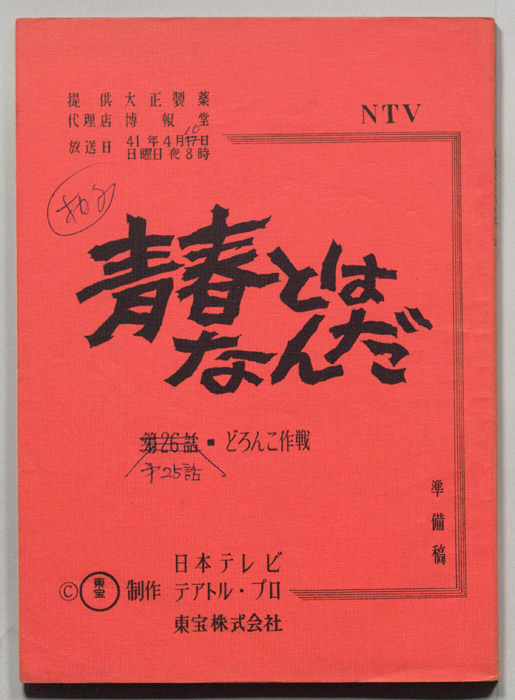 提供 大正製薬
NTV
代理店 博報堂
放送日 41年4月17日
10
日曜日夜8時
青春とは
なんだ
第26話 ▪ どろんこ作戦
第25話
準備稿
日本テレビ
© 東宝 制作 テアトル・プロ
東宝株式会社